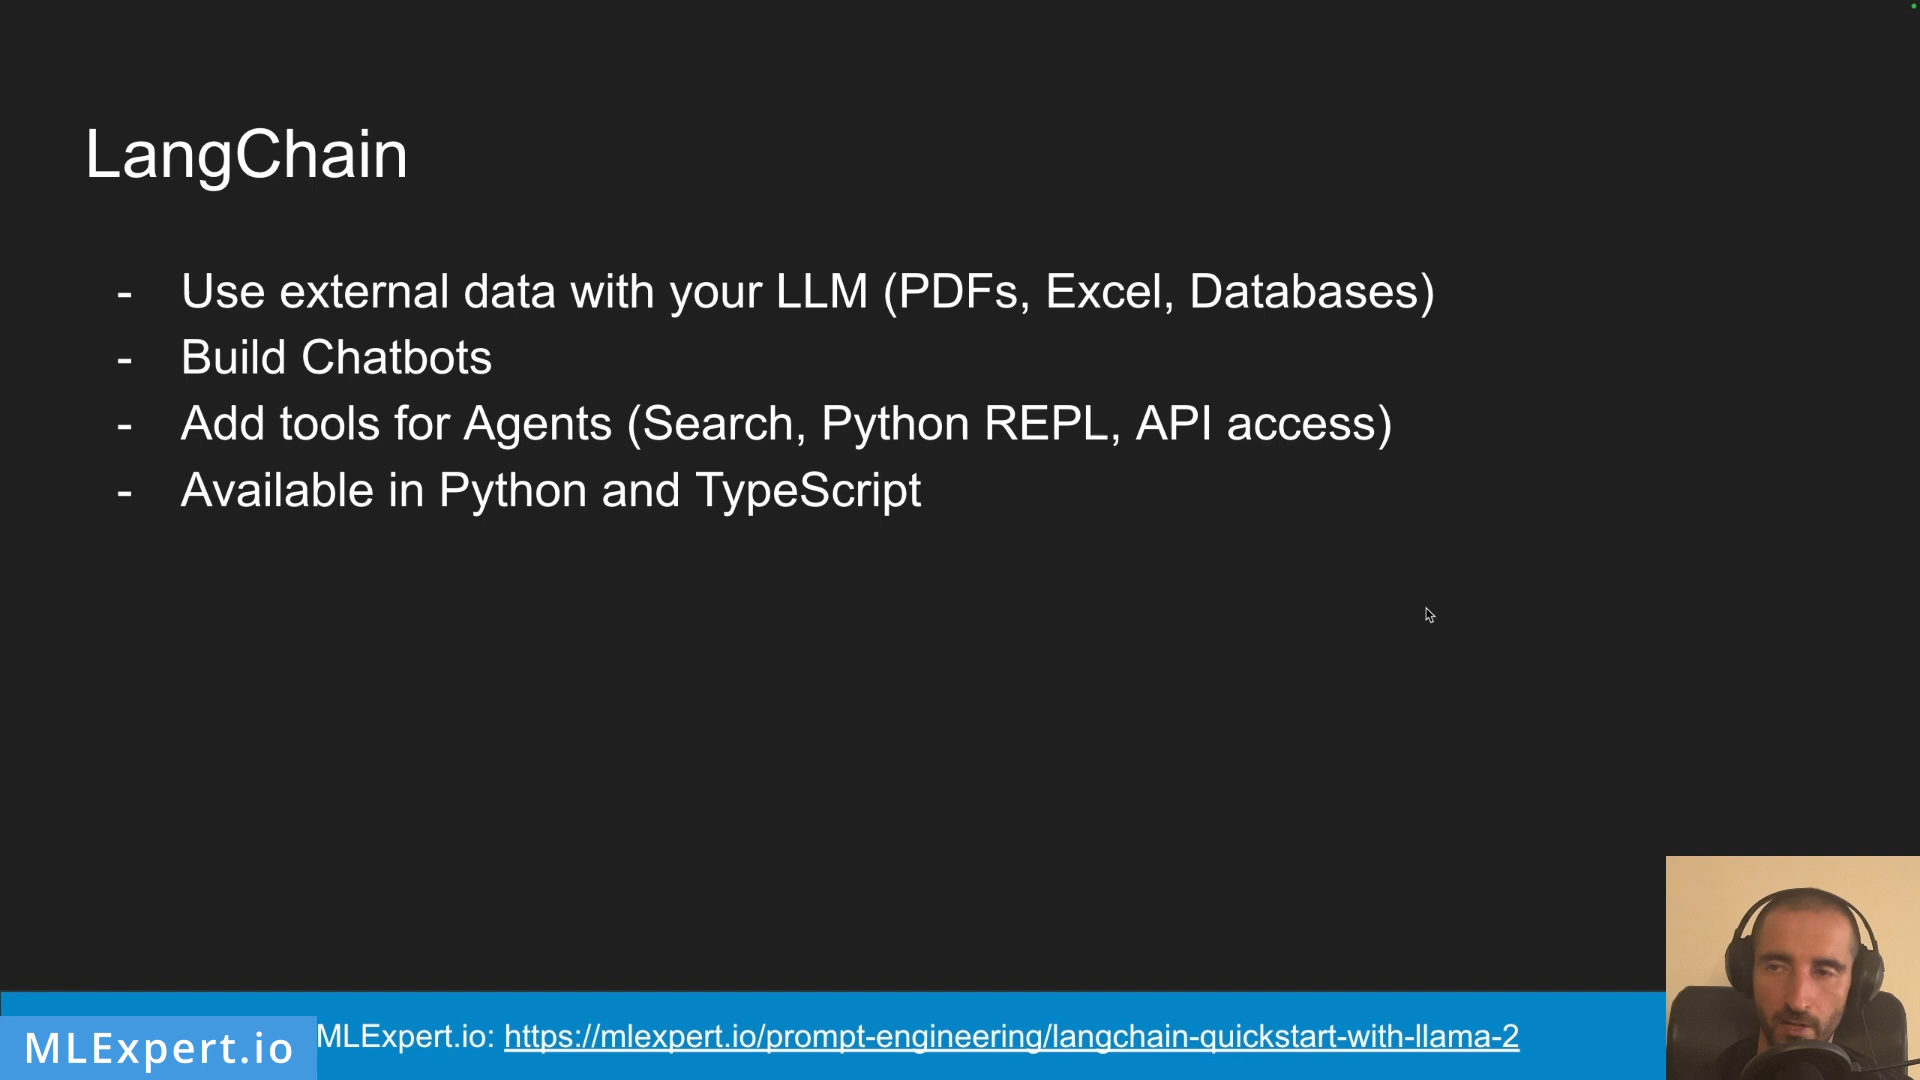 LangChain
- Use external data with your LLM (PDFs, Excel, Databases)
- Build Chatbots
- Add tools for Agents (Search, Python REPL, API access)
- Available in Python and TypeScript
MLExpert.io: https://mlexpert.io/prompt-engineering/langchain-quickstart-with-llama-2
MLExpert.io